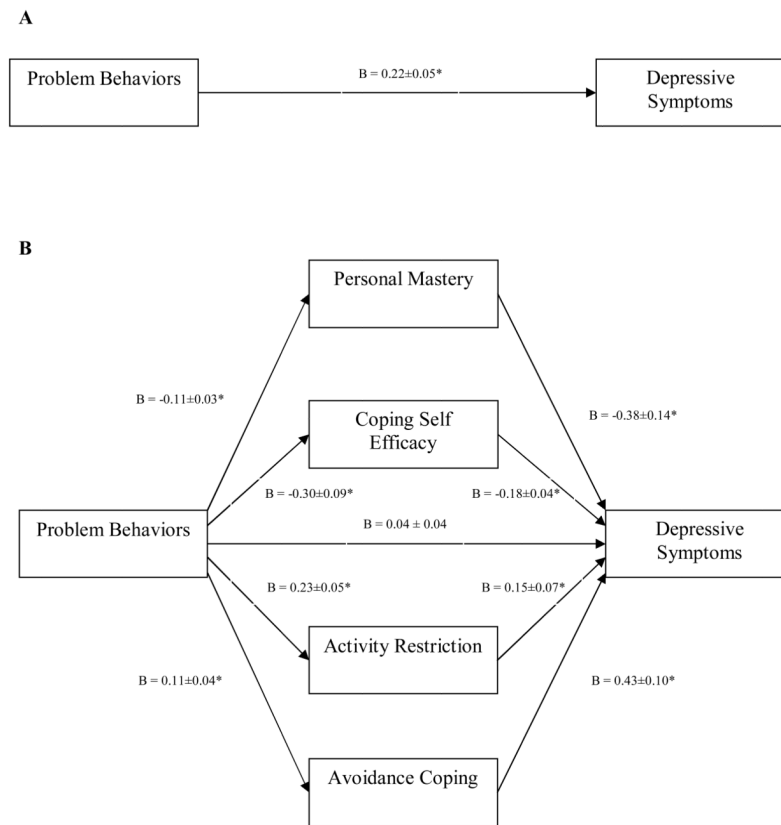 A
B = 0.22±0.05*
Problem Behaviors
Depressive
Symptoms
B
Personal Mastery
B = -0.11±0.03*
B = -0.38±0.14*
Coping Self
Efficacy
B = -0.30±0.09*
B = -0.18±0.04*
Problem Behaviors
B = 0.04 ± 0.04
Depressive
Symptoms
B = 0.23±0.05*
B = 0.15±0.07*
Activity Restriction
B = 0.11±0.04*
B = 0.43±0.10*
Avoidance Coping